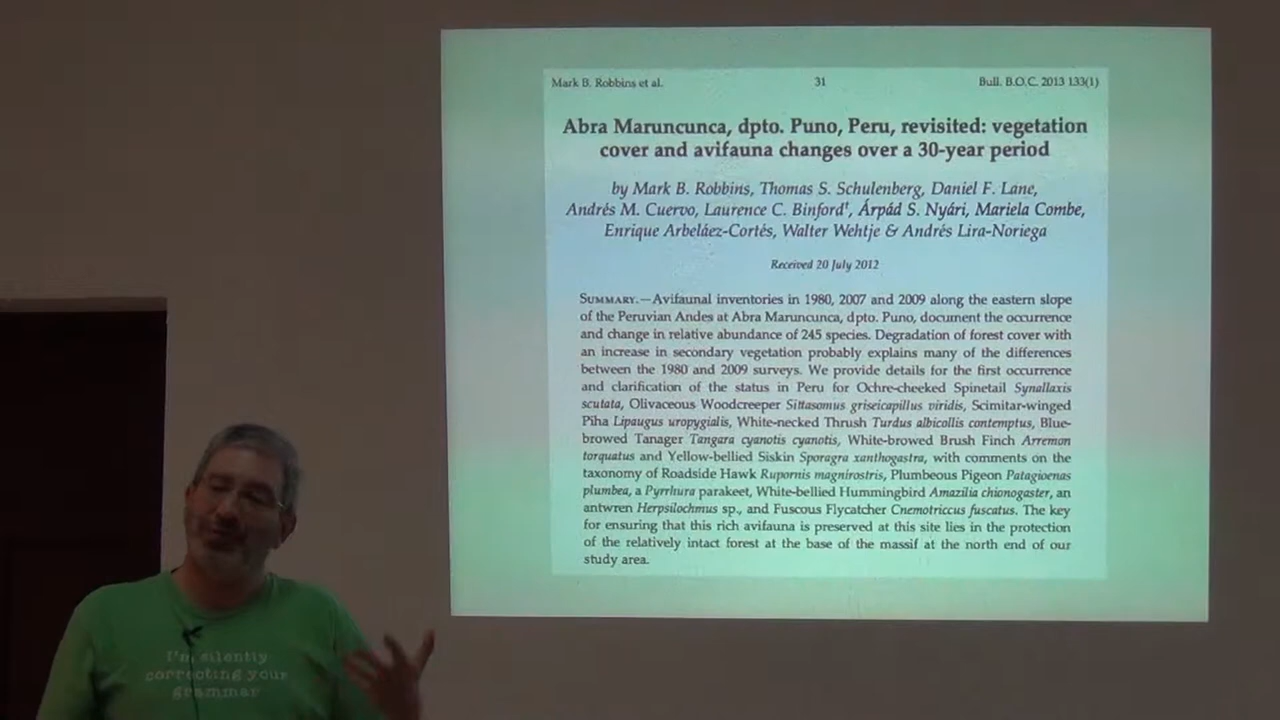 Mark B. Robbins et al. 31 Bull. B.O.C. 2013 133(1)
Abra Maruncunca, dpto. Puno, Peru, revisited: vegetation
cover and avifauna changes over a 30-year period
by Mark B. Robbins, Thomas S. Schulenberg, Daniel F. Lane,
Andrés M. Cuervo, Laurence C. Binford†, Árpád S. Nyári, Mariela Combe,
Enrique Arbeláez-Cortés, Walter Wehtje & Andrés Lira-Noriega
Received 20 July 2012
SUMMARY.—Avifaunal inventories in 1980, 2007 and 2009 along the eastern slope
of the Peruvian Andes at Abra Maruncunca, dpto. Puno, document the occurrence
and change in relative abundance of 245 species. Degradation of forest cover with
an increase in secondary vegetation probably explains many of the differences
between the 1980 and 2009 surveys. We provide details for the first occurrence
and clarification of the status in Peru for Ochre-cheeked Spinetail Synallaxis
scutata, Olivaceous Woodcreeper Sittasomus griseicapillus viridis, Scimitar-winged
Piha Lipaugus uropygialis, White-necked Thrush Turdus albicollis contemptus, Blue-
browed Tanager Tangara cyanotis cyanotis, White-browed Brush Finch Arremon
torquatus and Yellow-bellied Siskin Sporagra xanthogastra, with comments on the
taxonomy of Roadside Hawk Rupornis magnirostris, Plumbeous Pigeon Patagioenas
plumbea, a Pyrrhura parakeet, White-bellied Hummingbird Amazilia chionogaster, an
antwren Herpsilochmus sp., and Fuscous Flycatcher Cnemotriccus fuscatus. The key
for ensuring that this rich avifauna is preserved at this site lies in the protection
of the relatively intact forest at the base of the massif at the north end of our
study area.
I'm silently
correcting your
grammar